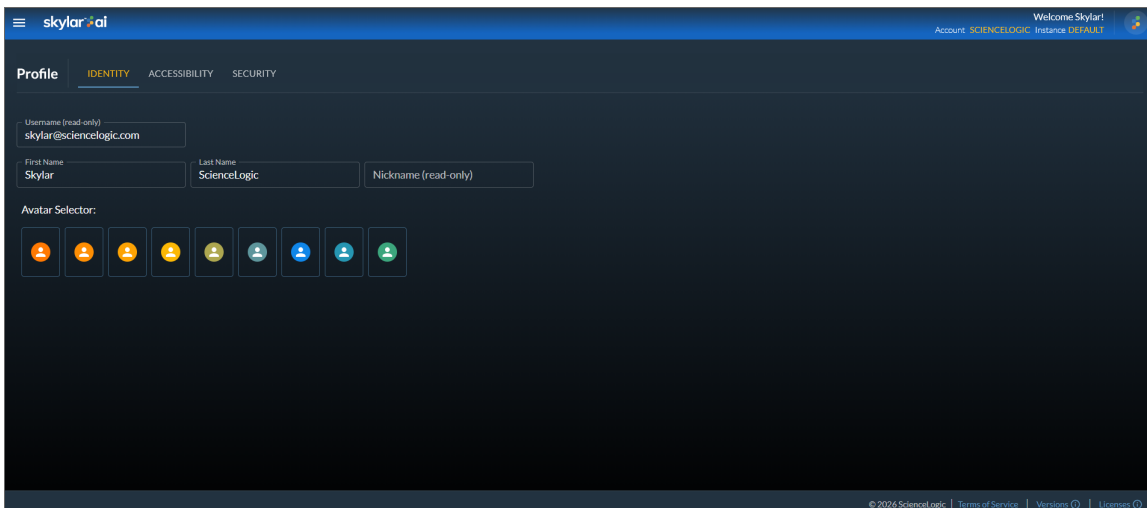 skylar ai
Welcome Skylar!
Account SCIENCELOGIC Instance DEFAULT
Profile IDENTITY ACCESSIBILITY SECURITY
Username (read-only)
skylar@sciencelogic.com
First Name Last Name
Skylar ScienceLogic Nickname (read-only)
Avatar Selector:
© 2026 ScienceLogic | Terms of Service | Versions | Licenses